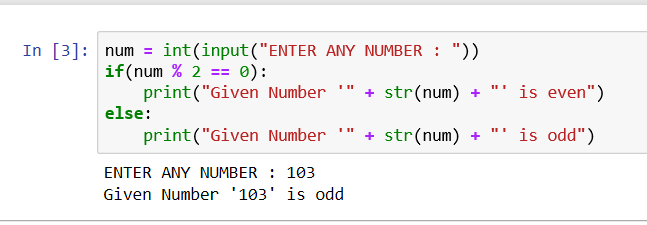 In [3]: num = int(input("ENTER ANY NUMBER : "))
if(num % 2 == 0):
    print("Given Number '" + str(num) + "' is even")
else:
    print("Given Number '" + str(num) + "' is odd")
ENTER ANY NUMBER : 103
Given Number '103' is odd